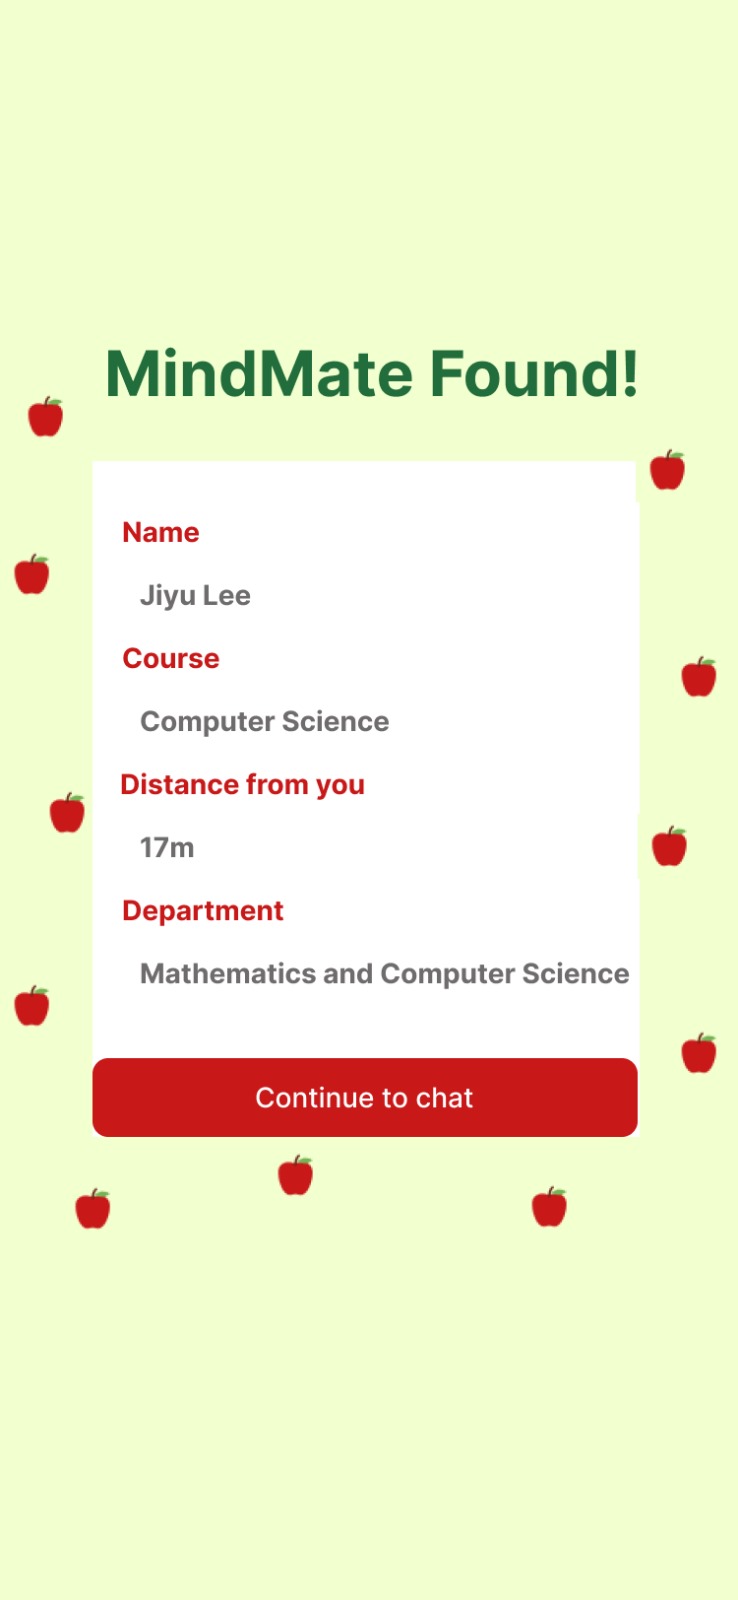 MindMate Found!
Name
Jiyu Lee
Course
Computer Science
Distance from you
17m
Department
Mathematics and Computer Science
Continue to chat